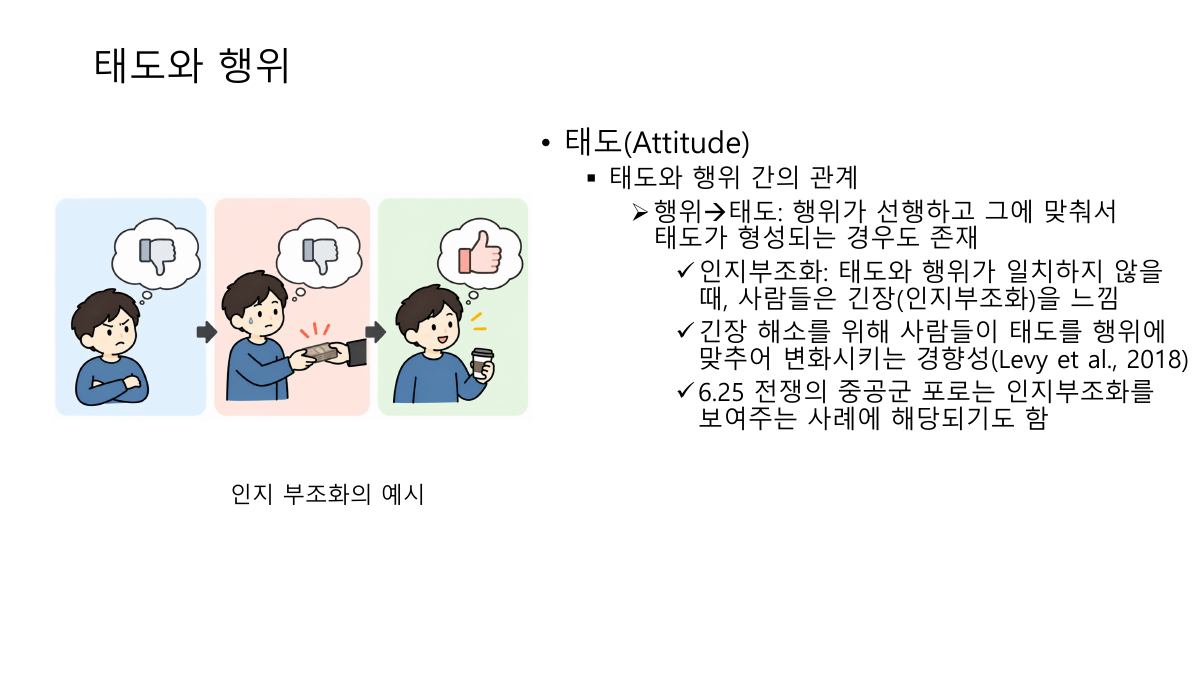 태도와 행위
• 태도(Attitude)
▪ 태도와 행위 간의 관계
➢ 행위→태도: 행위가 선행하고 그에 맞춰서
태도가 형성되는 경우도 존재
✓ 인지부조화: 태도와 행위가 일치하지 않을
때, 사람들은 긴장(인지부조화)을 느낌
✓ 긴장 해소를 위해 사람들이 태도를 행위에
맞추어 변화시키는 경향성(Levy et al., 2018)
✓ 6.25 전쟁의 중공군 포로는 인지부조화를
보여주는 사례에 해당되기도 함
인지 부조화의 예시